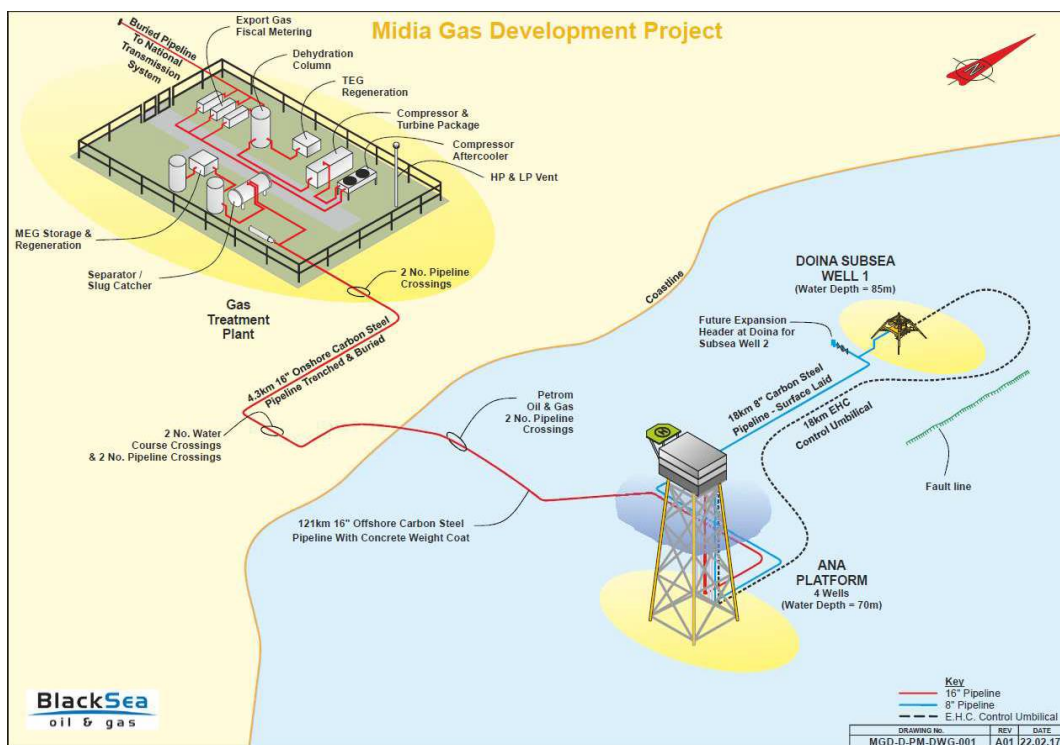 Midia Gas Development Project
Buried Pipeline
To National
Transmission
System
Export Gas
Fiscal Metering
Dehydration
Column
TEG
Regeneration
Compressor &
Turbine Package
Compressor
Aftercooler
HP & LP Vent
N
MEG Storage &
Regeneration
Separator /
Slug Catcher
Gas
Treatment
Plant
2 No. Pipeline
Crossings
4.3km 16" Onshore Carbon Steel
Pipeline Trenched & Buried
2 No. Water
Course Crossings
& 2 No. Pipeline Crossings
Coastline
Petrom
Oil & Gas
2 No. Pipeline
Crossings
121km 16" Offshore Carbon Steel
Pipeline With Concrete Weight Coat
DOINA SUBSEA
WELL 1
(Water Depth = 85m)
Future Expansion
Header at Doina for
Subsea Well 2
18km 8" Carbon Steel
Pipeline - Surface Laid
18km EHC
Control Umbilical
Fault line
H
ANA
PLATFORM
4 Wells
(Water Depth = 70m)
BlackSea
oil & gas
Key
16" Pipeline
8" Pipeline
E.H.C. Control Umbilical
DRAWING No. REV DATE
MGD-D-PM-DWG-001 A01 22.02.17